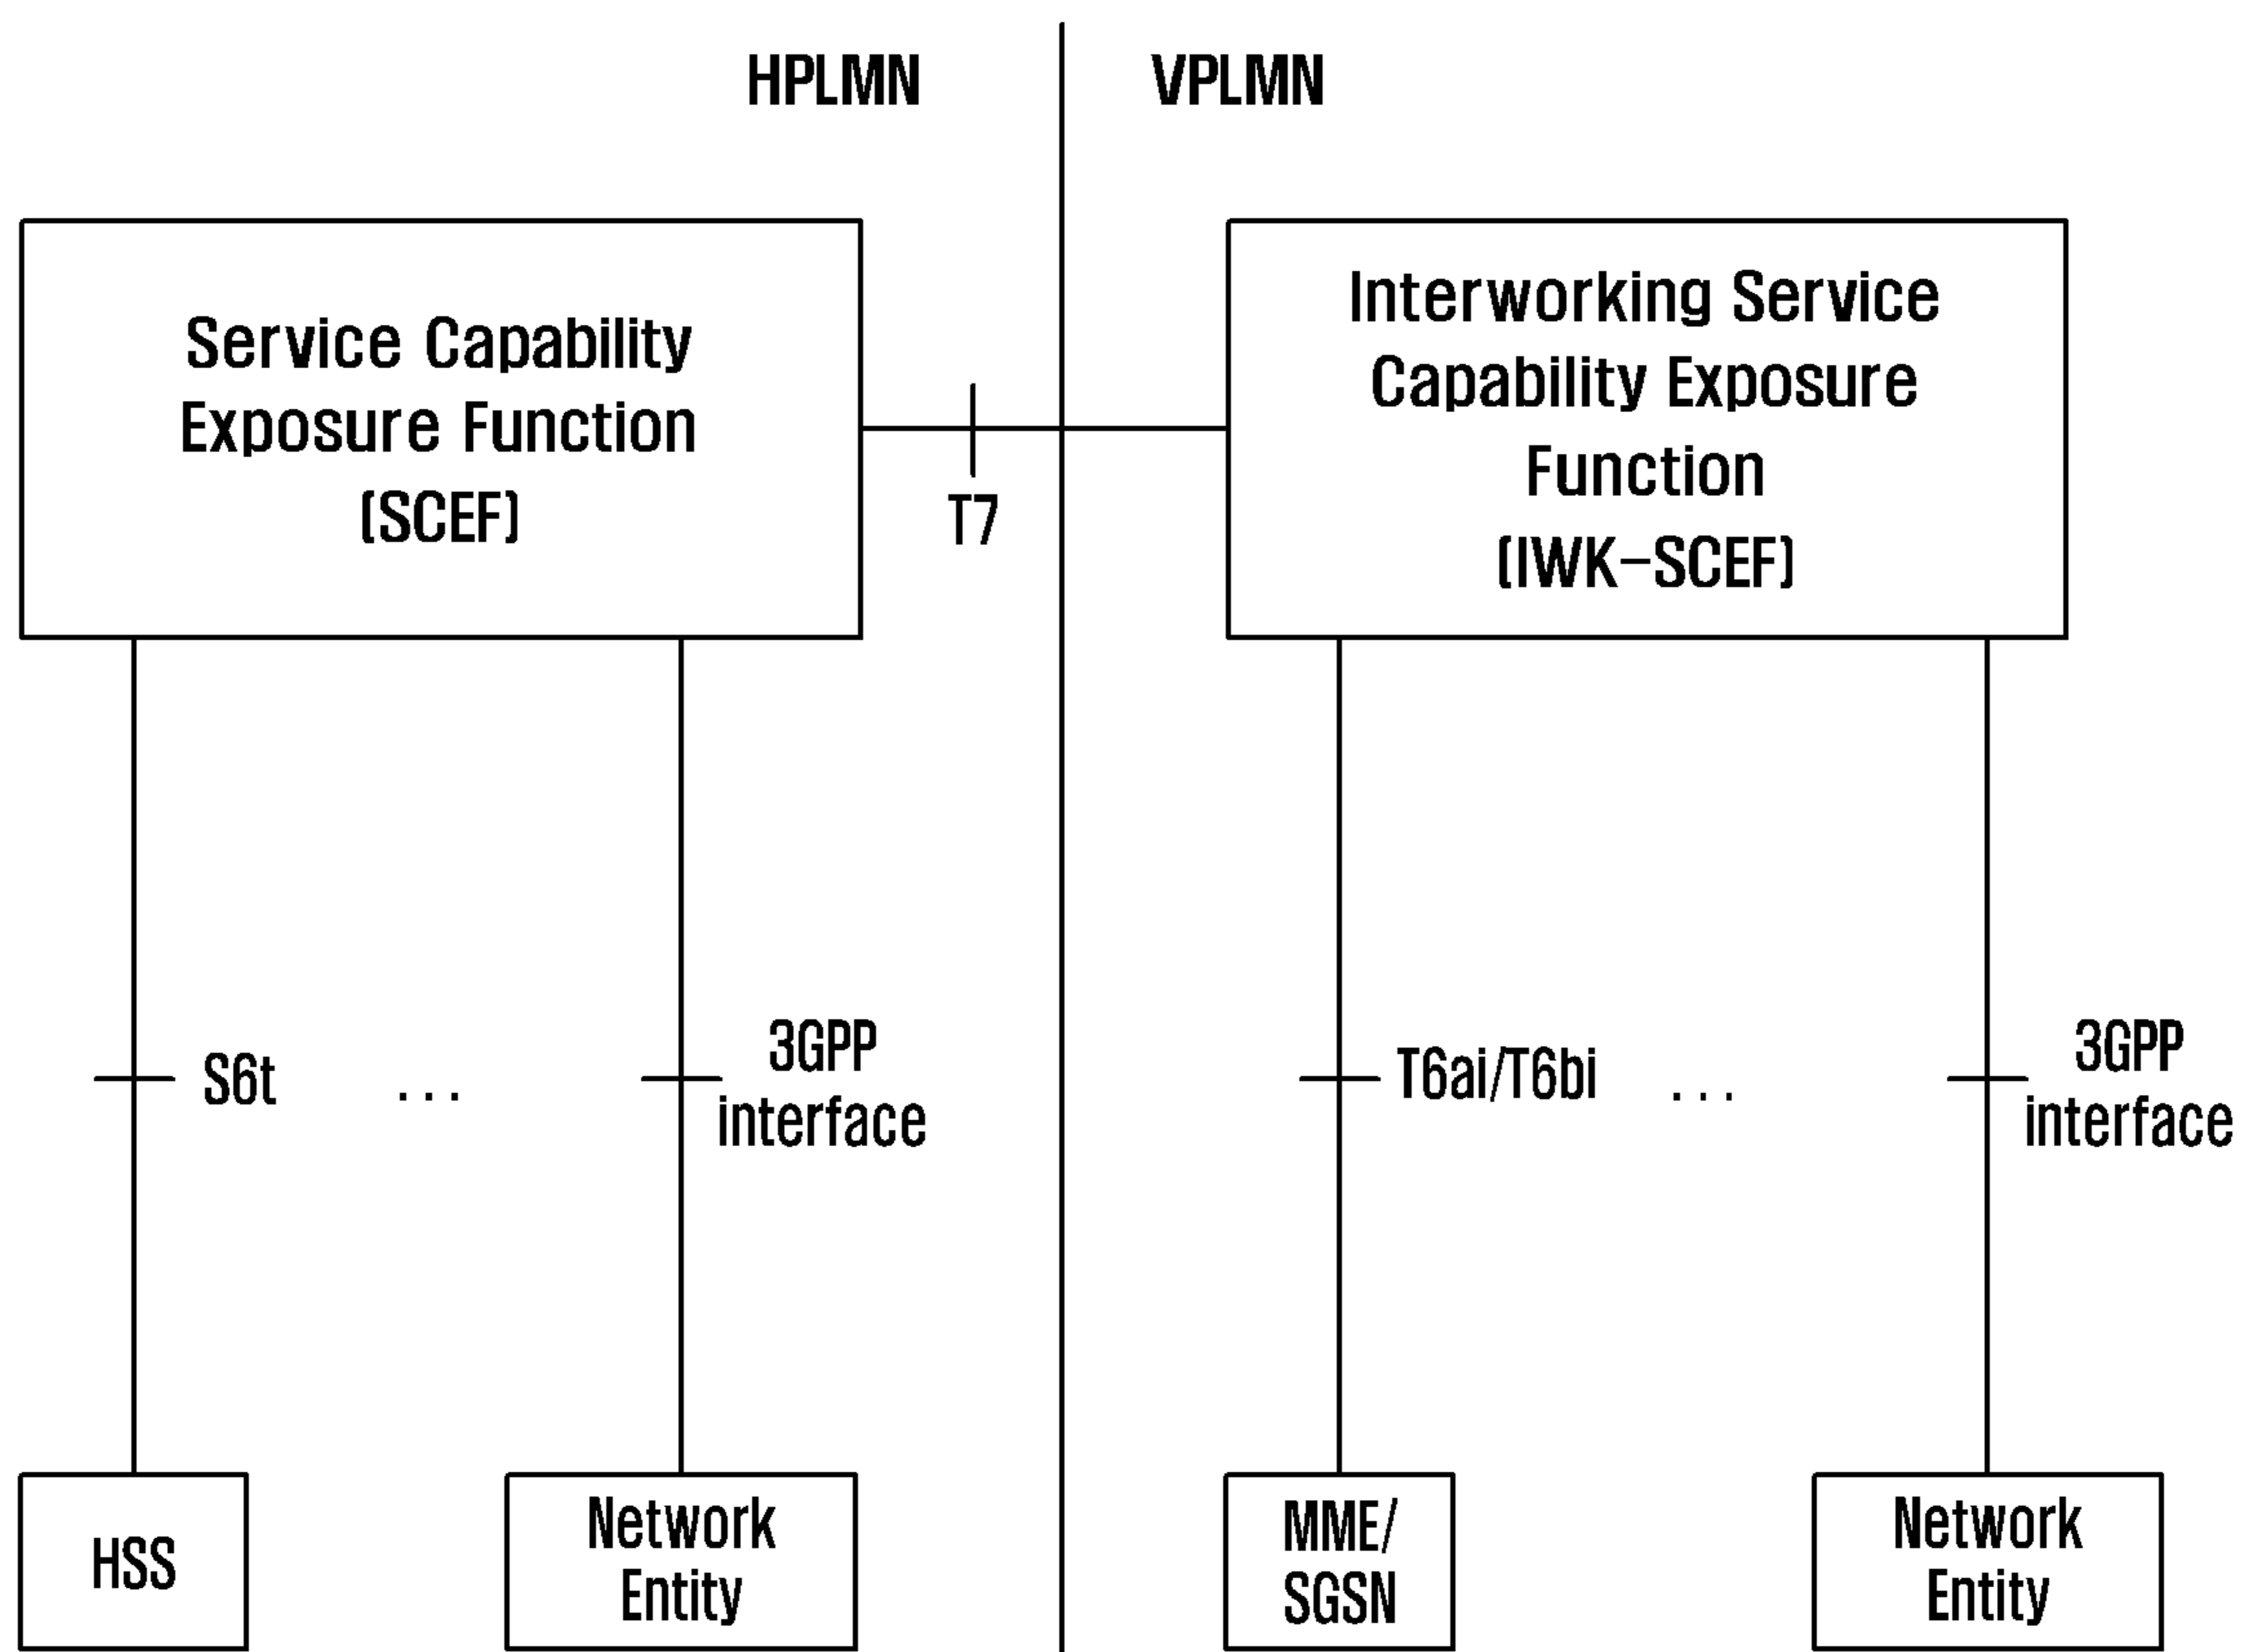 HPLMN
VPLMN
Service Capability
Exposure Function
(SCEF)
T7
Interworking Service
Capability Exposure
Function
(IWK-SCEF)
S6t
...
3GPP
interface
T6ai/T6bi
...
3GPP
interface
HSS
Network
Entity
MME/
SGSN
Network
Entity